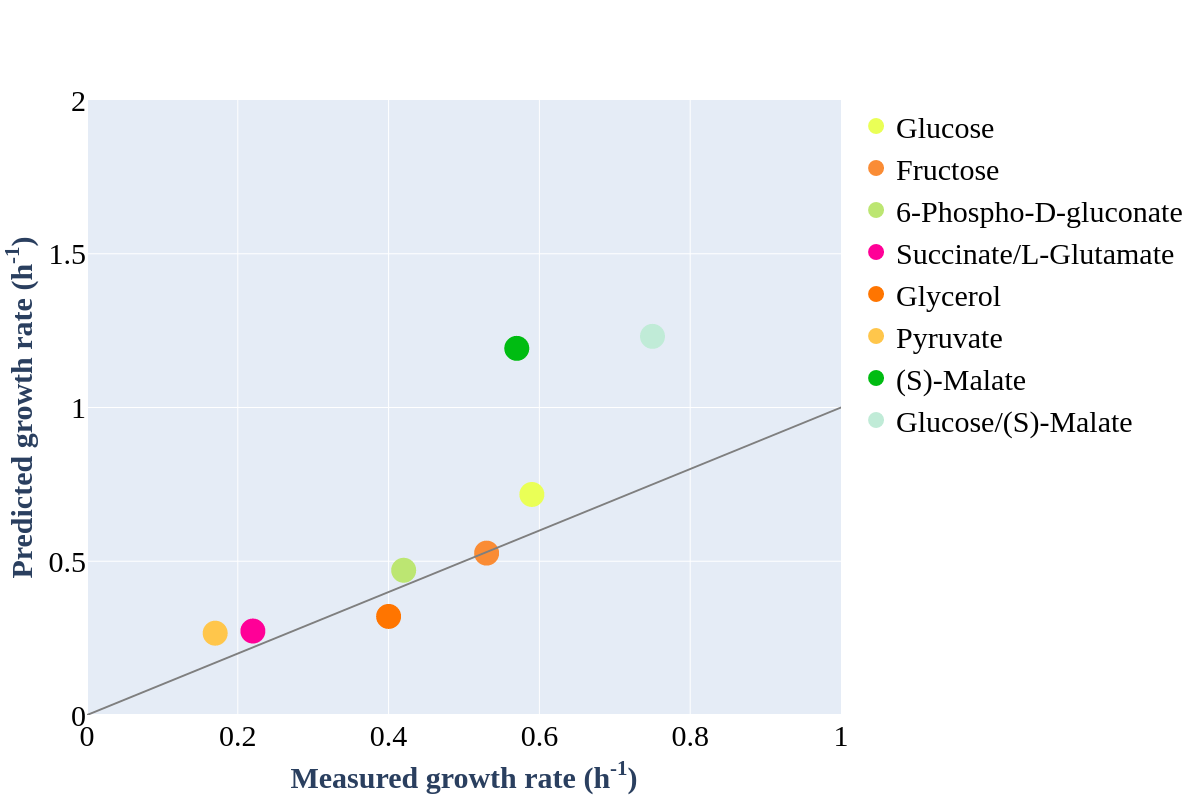 2
1.5
1
0.5
0
0
0.2
0.4
0.6
0.8
1
Predicted growth rate (h-1)
Measured growth rate (h-1)
Glucose
Fructose
6-Phospho-D-gluconate
Succinate/L-Glutamate
Glycerol
Pyruvate
(S)-Malate
Glucose/(S)-Malate